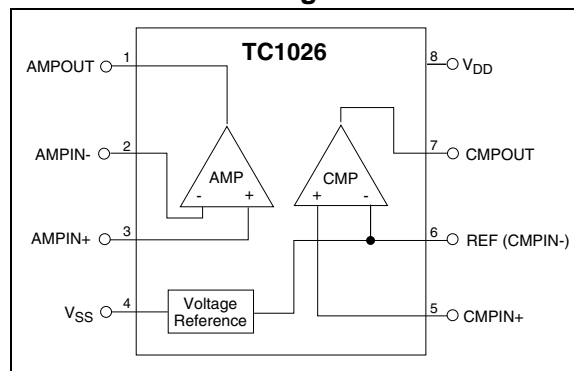 TC1026
AMPOUT 1
8 VDD
7 CMPOUT
AMPIN- 2
AMP
- +
CMP
+ -
AMPIN+ 3
6 REF (CMPIN-)
VSS 4
Voltage
Reference
5 CMPIN+